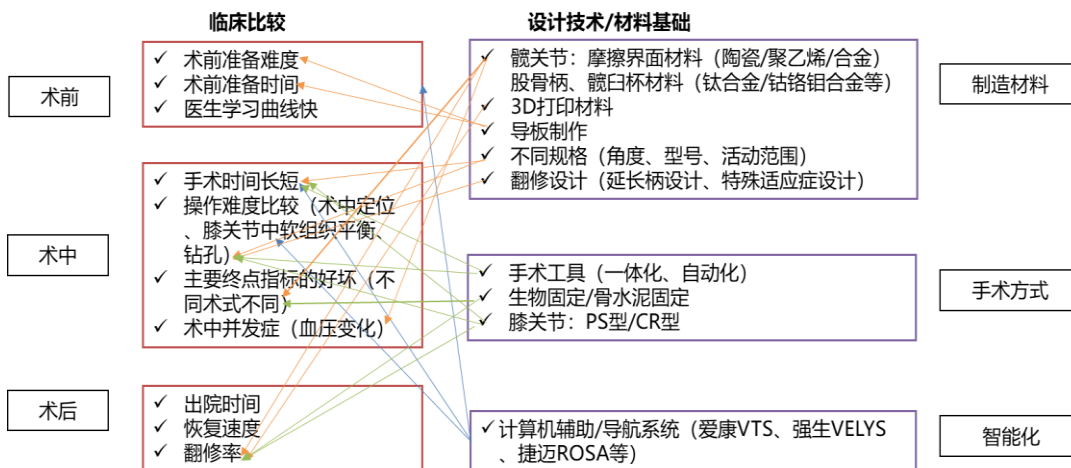 临床比较
设计技术/材料基础
术前
✓ 术前准备难度
✓ 术前准备时间
✓ 医生学习曲线快
✓ 髋关节：摩擦界面材料（陶瓷/聚乙烯/合金）
股骨柄、髋臼杯材料（钛合金/钴铬钼合金等）
✓ 3D打印材料
✓ 导板制作
✓ 不同规格（角度、型号、活动范围）
✓ 翻修设计（延长柄设计、特殊适应症设计）
制造材料
术中
✓ 手术时间长短
✓ 操作难度比较（术中定位
、膝关节中软组织平衡、
钻孔）
✓ 主要终点指标的好坏（不
同术式不同）
✓ 术中并发症（血压变化）
✓ 手术工具（一体化、自动化）
✓ 生物固定/骨水泥固定
✓ 膝关节：PS型/CR型
手术方式
术后
✓ 出院时间
✓ 恢复速度
✓ 翻修率
✓ 计算机辅助/导航系统（爱康VTS、强生VELYS
、捷迈ROSA等）
智能化